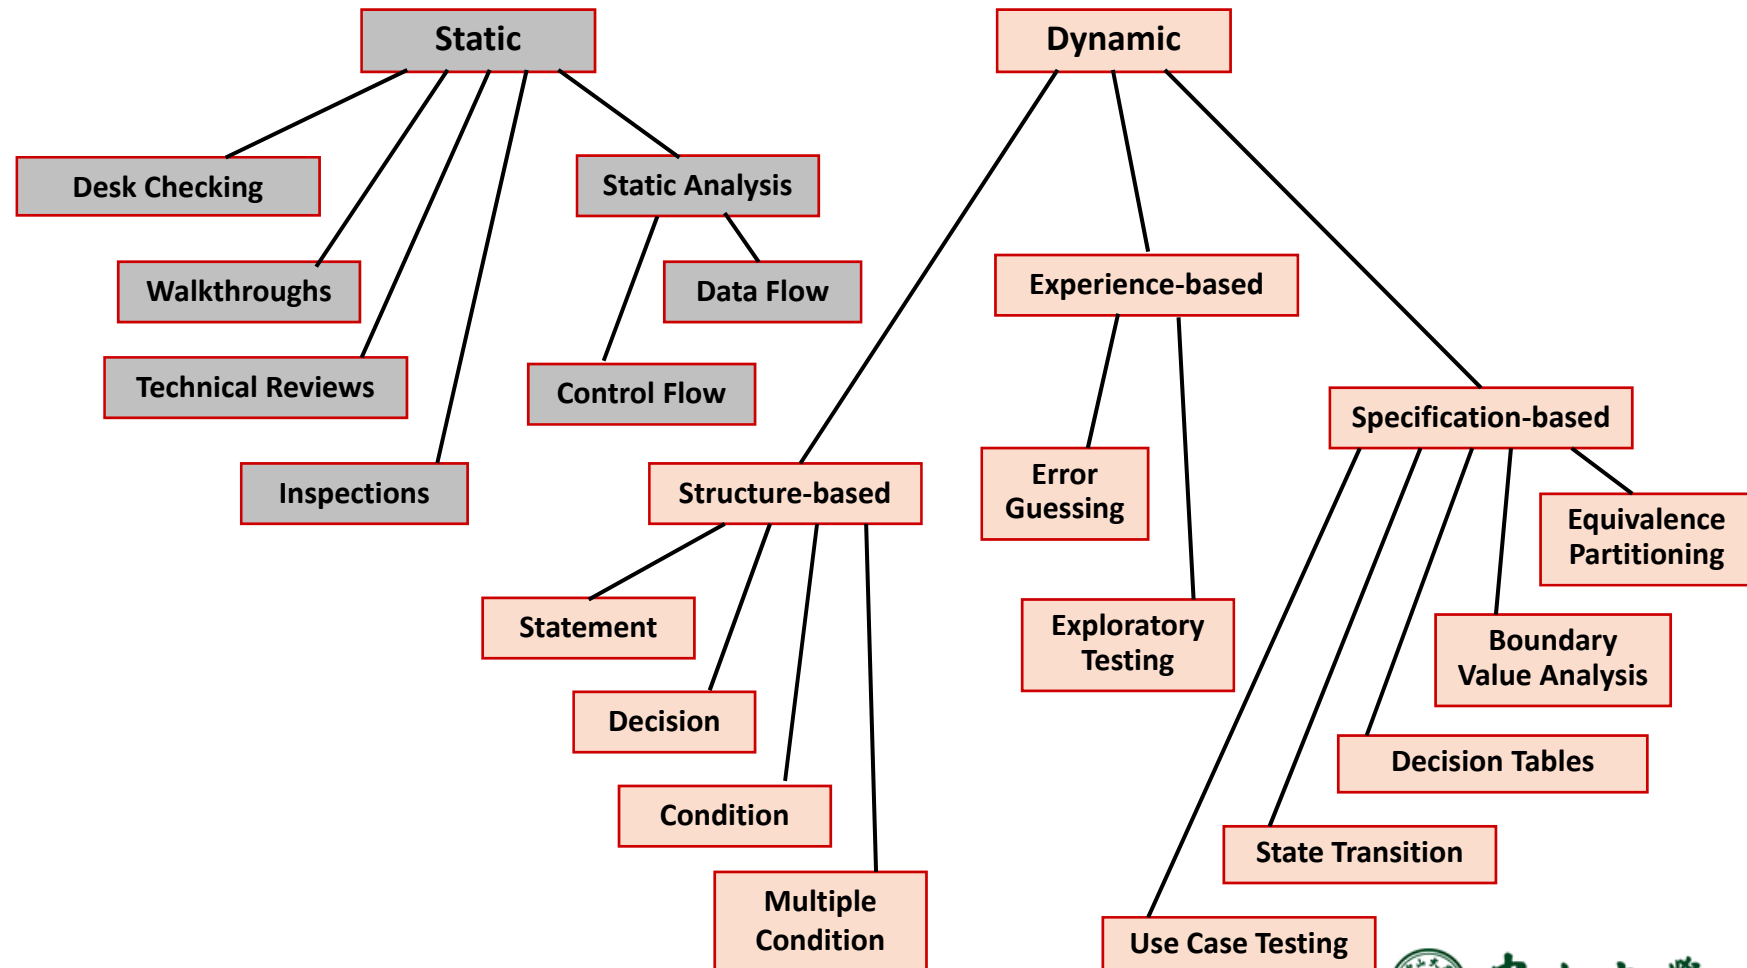 Static
Dynamic
Desk Checking
Static Analysis
Walkthroughs
Data Flow
Experience-based
Technical Reviews
Control Flow
Specification-based
Inspections
Structure-based
Error
Guessing
Equivalence
Partitioning
Statement
Exploratory
Testing
Boundary
Value Analysis
Decision
Decision Tables
Condition
State Transition
Multiple
Condition
Use Case Testing